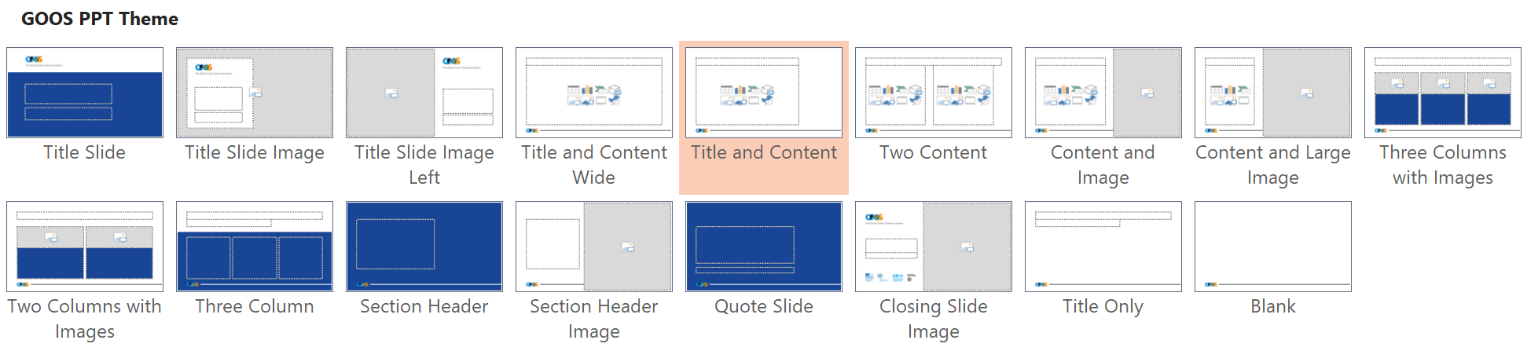 GOOS PPT Theme
Title Slide
Title Slide Image
Title Slide Image
Left
Title and Content
Wide
Title and Content
Two Content
Content and
Image
Content and Large
Image
Three Columns
with Images
Two Columns with
Images
Three Column
Section Header
Section Header
Image
Quote Slide
Closing Slide
Image
Title Only
Blank